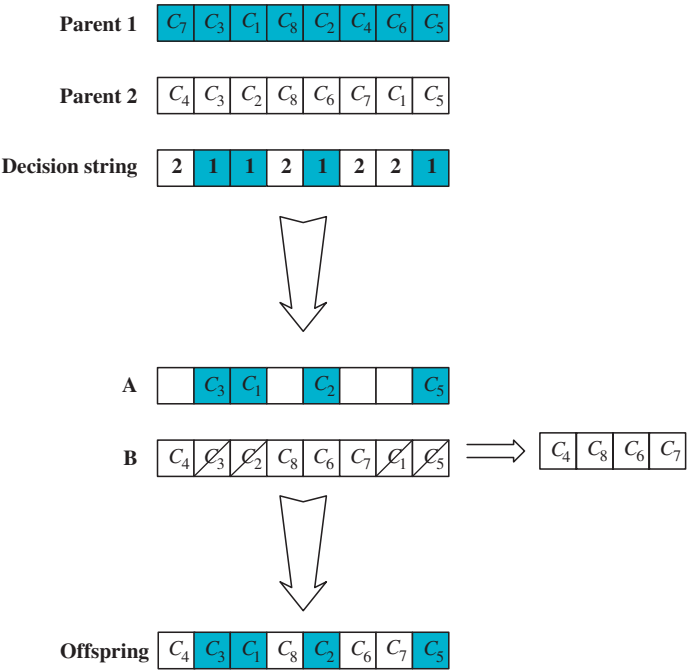 Parent 1 C7 C3 C1 C8 C2 C4 C6 C5
Parent 2 C4 C3 C2 C8 C6 C7 C1 C5
Decision string 2 1 1 2 1 2 2 1
A C3 C1 C2 C5
B C4 C3 C2 C8 C6 C7 C1 C5 C4 C8 C6 C7
Offspring C4 C3 C1 C8 C2 C6 C7 C5